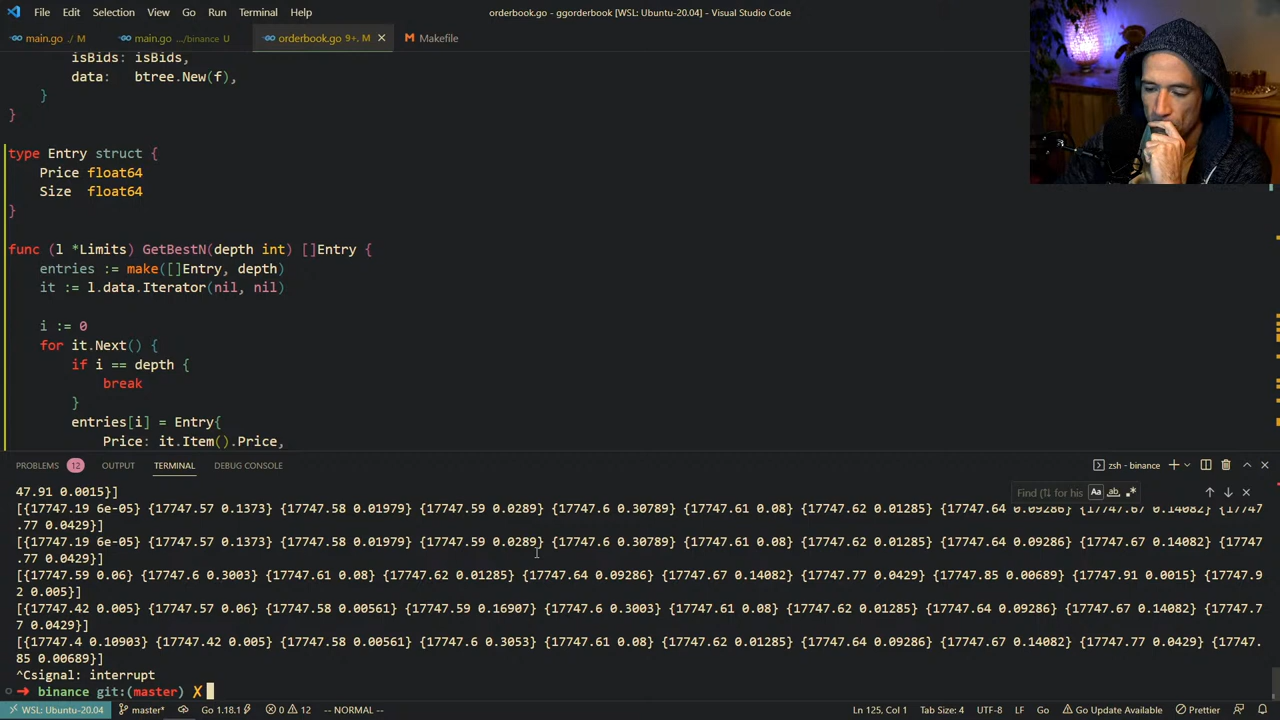 File Edit Selection View Go Run Terminal Help orderbook.go - ggorderbook [WSL: Ubuntu-20.04] - Visual Studio Code
main.go ./ M main.go .../binance U orderbook.go 9+, M Makefile
isBids: isBids,
data: btree.New(f),
}
}
type Entry struct {
Price float64
Size float64
}
func (l *Limits) GetBestN(depth int) []Entry {
entries := make([]Entry, depth)
it := l.data.Iterator(nil, nil)
i := 0
for it.Next() {
if i == depth {
break
}
entries[i] = Entry{
Price: it.Item().Price,
PROBLEMS 12 OUTPUT TERMINAL DEBUG CONSOLE zsh - binance
47.91 0.0015}]
Find (⇅ for his Aa ab .*
[{17747.19 6e-05} {17747.57 0.1373} {17747.58 0.01979} {17747.59 0.0289} {17747.6 0.30789} {17747.61 0.08} {17747.62 0.01285} {17747.64 0.09286} {17747.67 0.14082} {17747
.77 0.0429}]
[{17747.19 6e-05} {17747.57 0.1373} {17747.58 0.01979} {17747.59 0.0289} {17747.6 0.30789} {17747.61 0.08} {17747.62 0.01285} {17747.64 0.09286} {17747.67 0.14082} {17747
.77 0.0429}]
[{17747.59 0.06} {17747.6 0.3003} {17747.61 0.08} {17747.62 0.01285} {17747.64 0.09286} {17747.67 0.14082} {17747.77 0.0429} {17747.85 0.00689} {17747.91 0.0015} {17747.9
2 0.005}]
[{17747.42 0.005} {17747.57 0.06} {17747.58 0.00561} {17747.59 0.16907} {17747.6 0.3003} {17747.61 0.08} {17747.62 0.01285} {17747.64 0.09286} {17747.67 0.14082} {17747.7
7 0.0429}]
[{17747.4 0.10903} {17747.42 0.005} {17747.58 0.00561} {17747.6 0.3053} {17747.61 0.08} {17747.62 0.01285} {17747.64 0.09286} {17747.67 0.14082} {17747.77 0.0429} {17747.
85 0.00689}]
^Csignal: interrupt
➜ binance git:(master) ✗
WSL: Ubuntu-20.04 master* Go 1.18.1 0 12 -- NORMAL -- Ln 125, Col 1 Tab Size: 4 UTF-8 LF Go Go Update Available Prettier